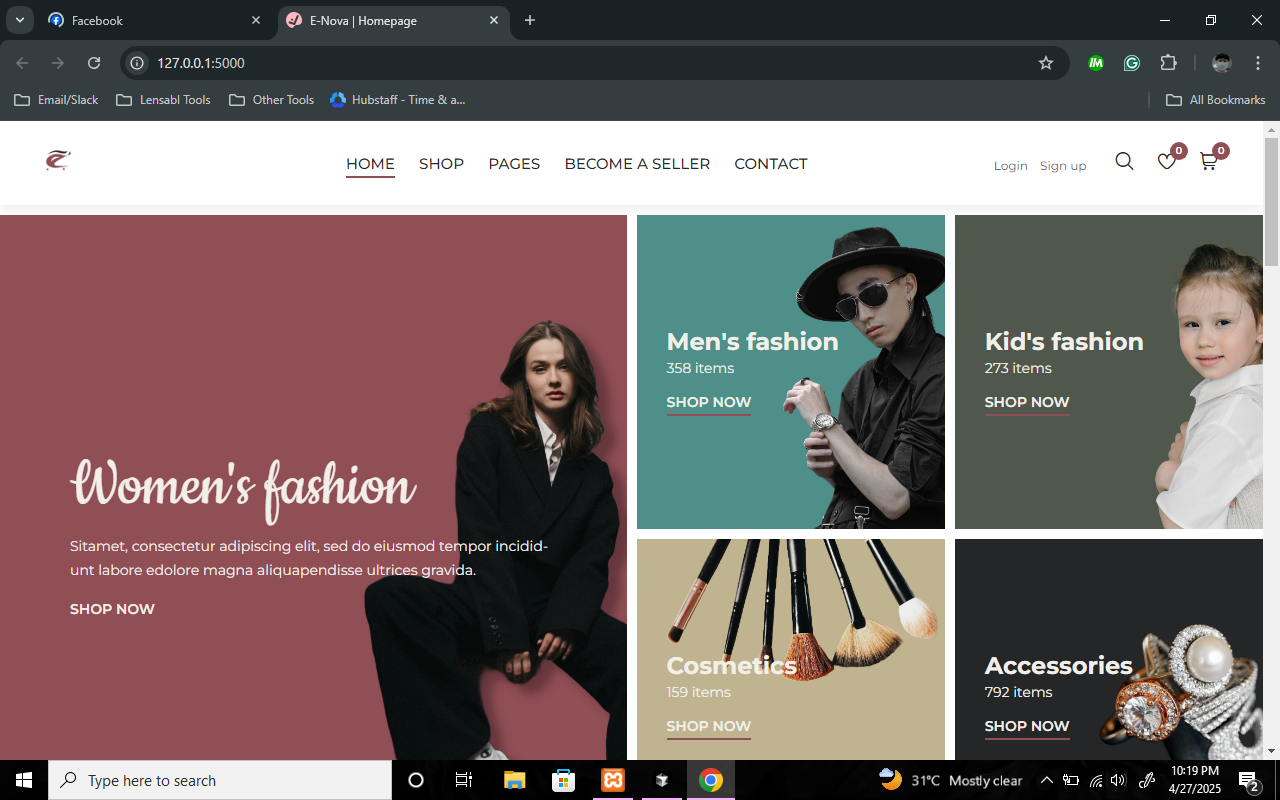 Facebook
E-Nova | Homepage
127.0.0.1:5000
Email/Slack
Lensabl Tools
Other Tools
Hubstaff - Time & a...
All Bookmarks
HOME
SHOP
PAGES
BECOME A SELLER
CONTACT
Login
Sign up
0
0
Women's fashion
Sitamet, consectetur adipiscing elit, sed do eiusmod tempor incidid-
unt labore edolore magna aliquapendisse ultrices gravida.
SHOP NOW
Men's fashion
358 items
SHOP NOW
Kid's fashion
273 items
SHOP NOW
Cosmetics
159 items
SHOP NOW
Accessories
792 items
SHOP NOW
Type here to search
31°C Mostly clear
10:19 PM
4/27/2025
2